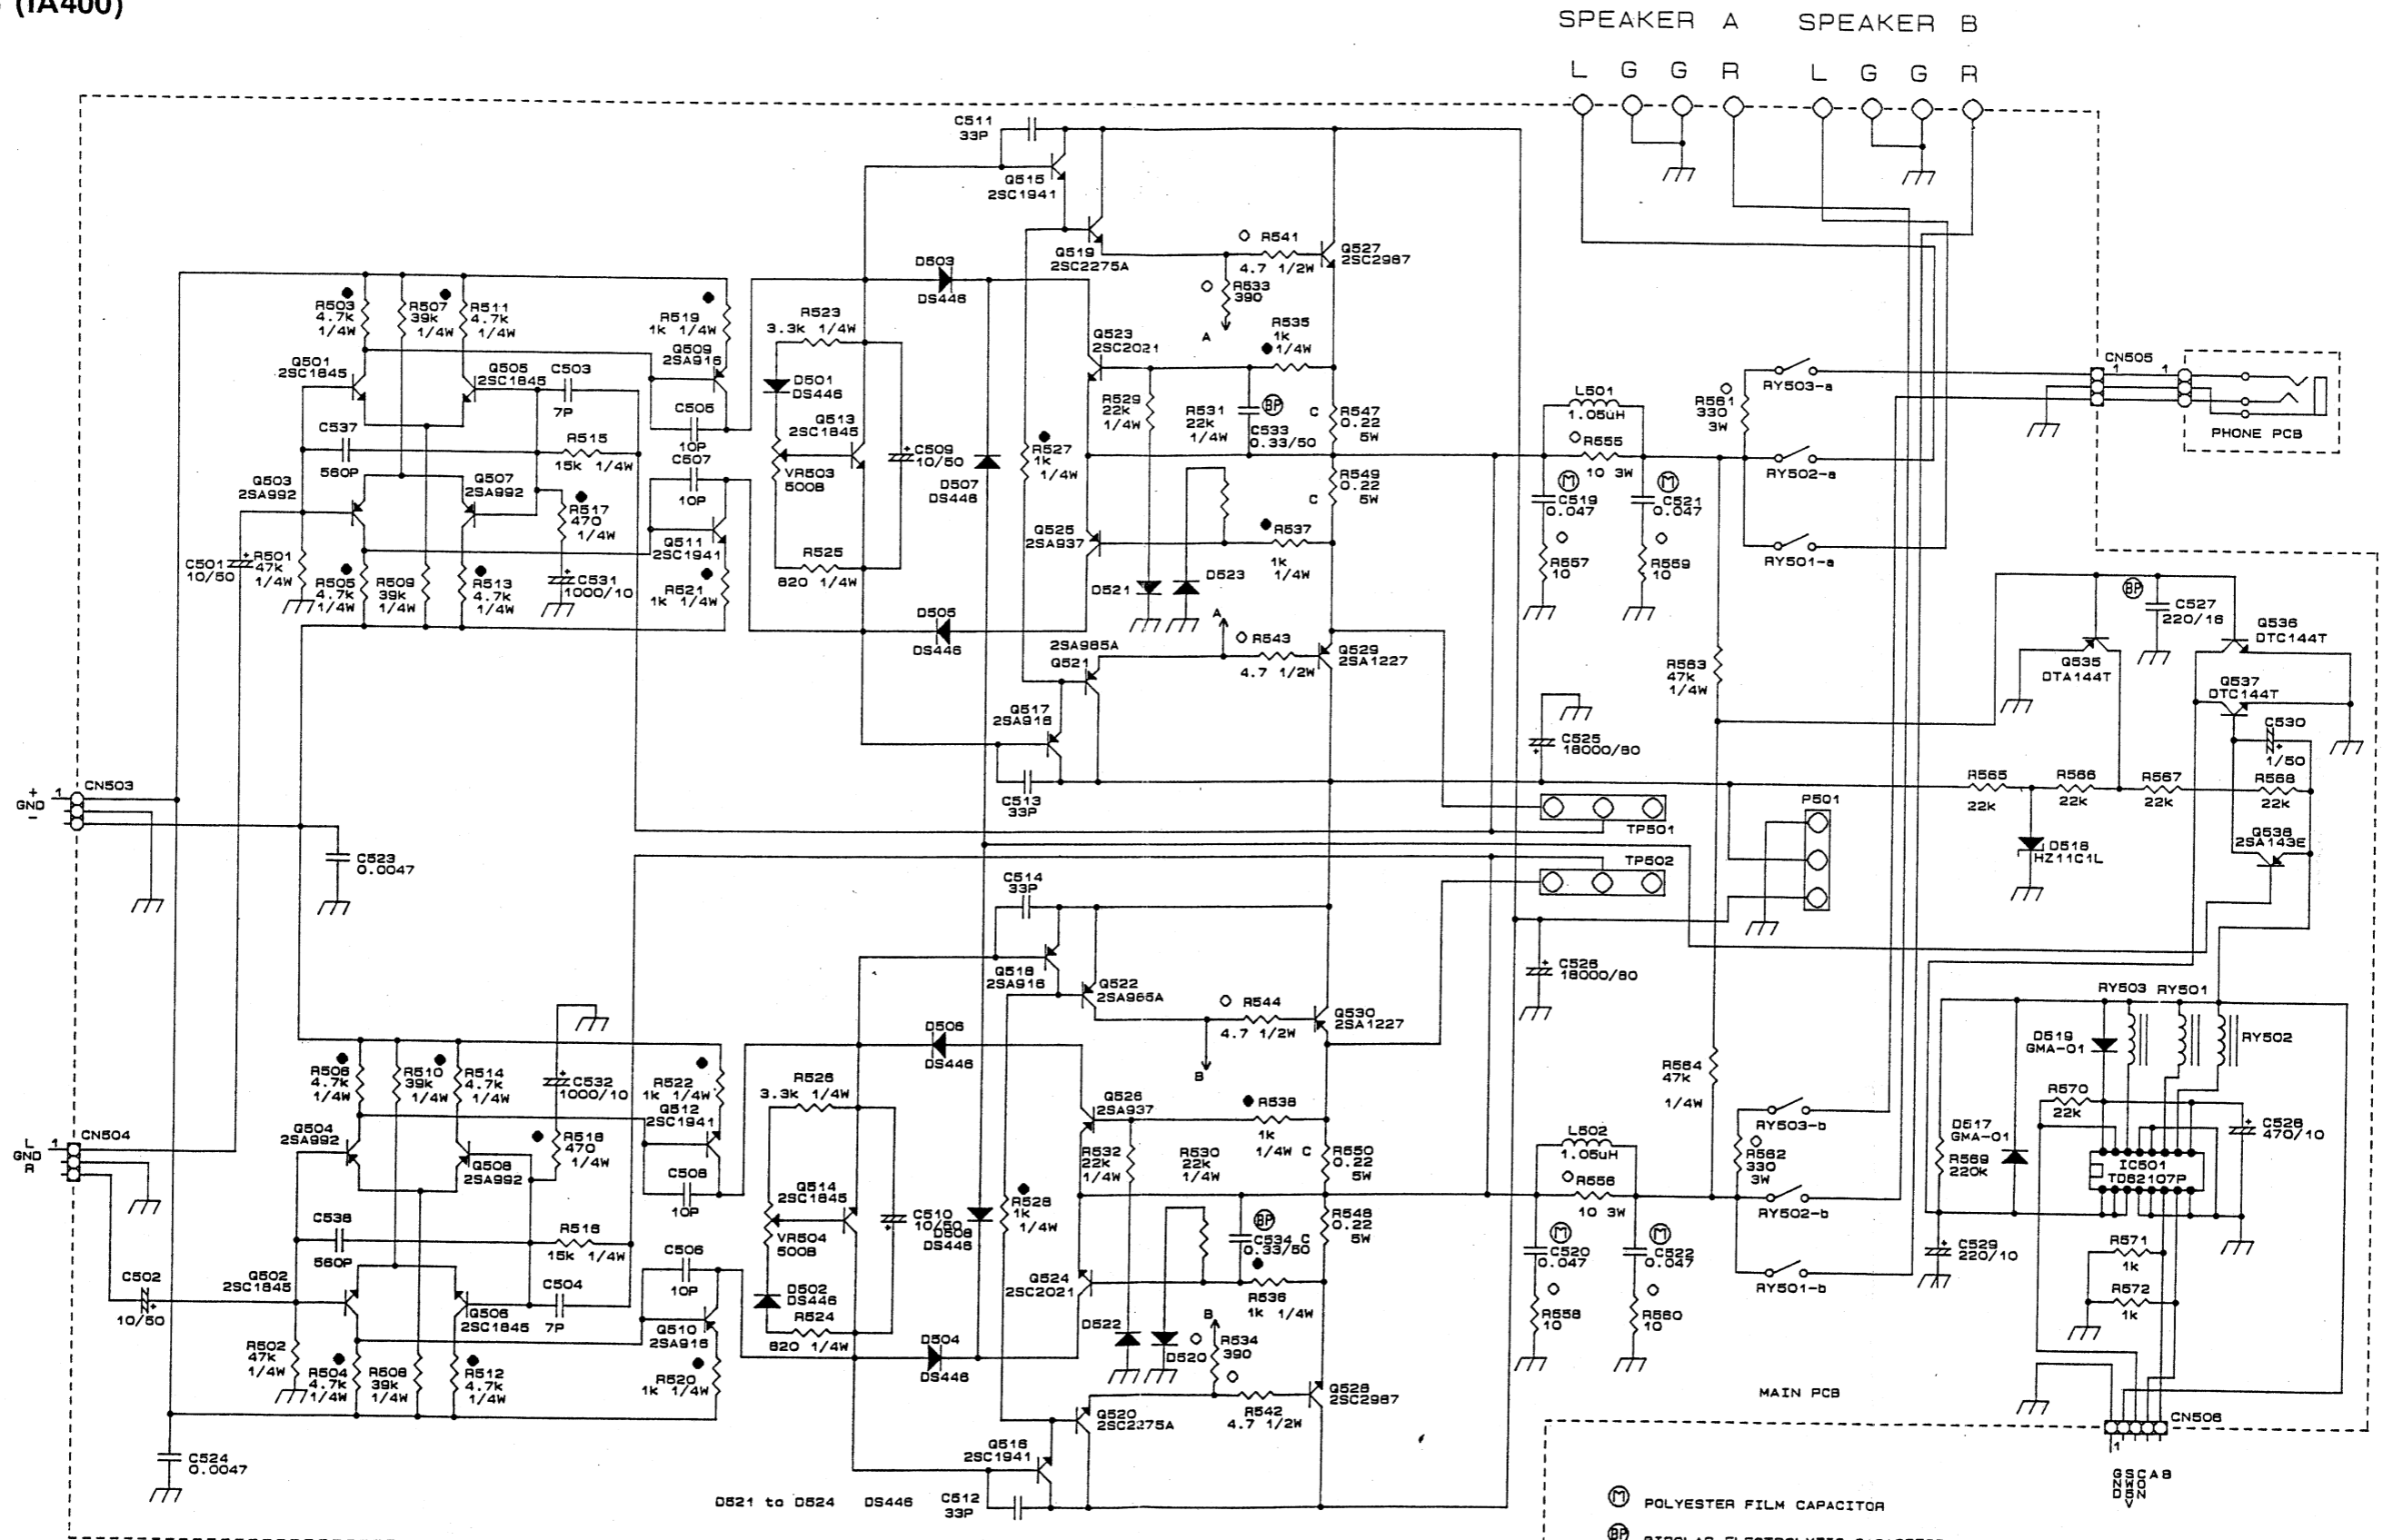 (IA400)
SPEAKER A SPEAKER B
L G G R L G G R
C511
33P
Q515
2SC1941
Q519
2SC2275A
R541
4.7 1/2W
Q527
2SC2987
R533
390
A
D503
DS446
R503
4.7k
1/4W
R507
39k
1/4W
R511
4.7k
1/4W
R519
1k 1/4W
Q509
2SA916
R523
3.3k 1/4W
Q523
2SC2021
R535
1k
1/4W
Q501
2SC1845
Q505
2SC1845
C503
7P
D501
DS446
C505
10P
C507
10P
Q513
2SC1845
C509
10/50
VR503
500B
D507
DS446
R527
1k
1/4W
R529
22k
1/4W
R531
22k
1/4W
BP
C533
0.33/50
C
R547
0.22
5W
R549
0.22
C
5W
C537
560P
R515
15k 1/4W
Q503
2SA992
Q507
2SA992
R517
470
1/4W
Q511
2SC1941
R525
820 1/4W
Q525
2SA937
R537
1k
1/4W
C501
10/50
R501
47k
1/4W
R505
4.7k
1/4W
R509
39k
1/4W
R513
4.7k
1/4W
C531
1000/10
R521
1k 1/4W
D521
D523
D505
DS446
A
2SA985A
Q521
R543
4.7 1/2W
Q529
2SA1227
Q517
2SA916
C513
33P
L501
1.05uH
R555
10 3W
M
C519
0.047
M
C521
0.047
R557
10
R559
10
R561
330
3W
RY503-a
RY502-a
RY501-a
CN505
1 1
PHONE PCB
R563
47k
1/4W
BP
C527
220/16
Q535
DTA144T
Q536
DTC144T
Q537
DTC144T
C530
1/50
C525
18000/80
R565
22k
R566
22k
R567
22k
R568
22k
TP501
P501
D518
HZ11C1L
Q538
2SA143E
+
GND
-
1
CN503
C523
0.0047
C514
33P
TP502
Q518
2SA916
Q522
2SA985A
R544
4.7 1/2W
Q530
2SA1227
B
C526
18000/80
D506
DS446
R506
4.7k
1/4W
R510
39k
1/4W
R514
4.7k
1/4W
C532
1000/10
R522
1k 1/4W
Q512
2SC1941
R526
3.3k 1/4W
Q526
2SA937
R538
1k
1/4W
C
R550
0.22
5W
L
GND
R
1
CN504
Q504
2SA992
Q508
2SA992
R518
470
1/4W
C508
10P
Q514
2SC1845
C510
10/50
D508
DS446
R528
1k
1/4W
R532
22k
1/4W
R530
22k
1/4W
BP
C534
0.33/50
C
R548
0.22
5W
C538
560P
R516
15k 1/4W
VR504
500B
C502
10/50
Q502
2SC1845
Q506
2SC1845
C504
7P
C506
10P
Q510
2SA916
D502
DS446
R524
820 1/4W
Q524
2SC2021
R536
1k 1/4W
R502
47k
1/4W
R504
4.7k
1/4W
R508
39k
1/4W
R512
4.7k
1/4W
R520
1k 1/4W
D504
DS446
D522
D520
B
R534
390
Q520
2SC2275A
R542
4.7 1/2W
Q528
2SC2987
Q516
2SC1941
C512
33P
C524
0.0047
D521 to D524 DS446
R564
47k
1/4W
L502
1.05uH
R556
10 3W
M
C520
0.047
M
C522
0.047
R558
10
R560
10
R562
330
3W
RY503-b
RY502-b
RY501-b
RY503 RY501
RY502
D519
GMA-01
R570
22k
D517
GMA-01
R569
220k
C528
470/10
IC501
TD62107P
C529
220/10
R571
1k
R572
1k
MAIN PCB
CN506
1
M POLYESTER FILM CAPACITOR
BP